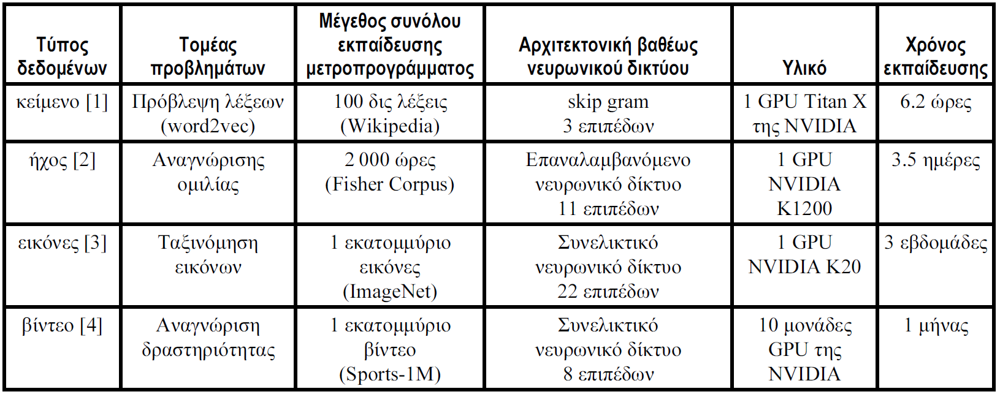 Τύπος δεδομένων
Τομέας προβλημάτων
Μέγεθος συνόλου εκπαίδευσης μετροπρογράμματος
Αρχιτεκτονική βαθέως νευρωνικού δικτύου
Υλικό
Χρόνος εκπαίδευσης
κείμενο [1]
Πρόβλεψη λέξεων
(word2vec)
100 δις λέξεις
(Wikipedia)
skip gram
3 επιπέδων
1 GPU Titan X
της NVIDIA
6.2 ώρες
ήχος [2]
Αναγνώρισης
ομιλίας
2 000 ώρες
(Fisher Corpus)
Επαναλαμβανόμενο
νευρωνικό δίκτυο
11 επιπέδων
1 GPU
NVIDIA
K1200
3.5 ημέρες
εικόνες [3]
Ταξινόμηση
εικόνων
1 εκατομμύριο
εικόνες
(ImageNet)
Συνελικτικό
νευρωνικό δίκτυο
22 επιπέδων
1 GPU
NVIDIA K20
3 εβδομάδες
βίντεο [4]
Αναγνώριση
δραστηριότητας
1 εκατομμύριο
βίντεο
(Sports-1M)
Συνελικτικό
νευρωνικό δίκτυο
8 επιπέδων
10 μονάδες
GPU της
NVIDIA
1 μήνας